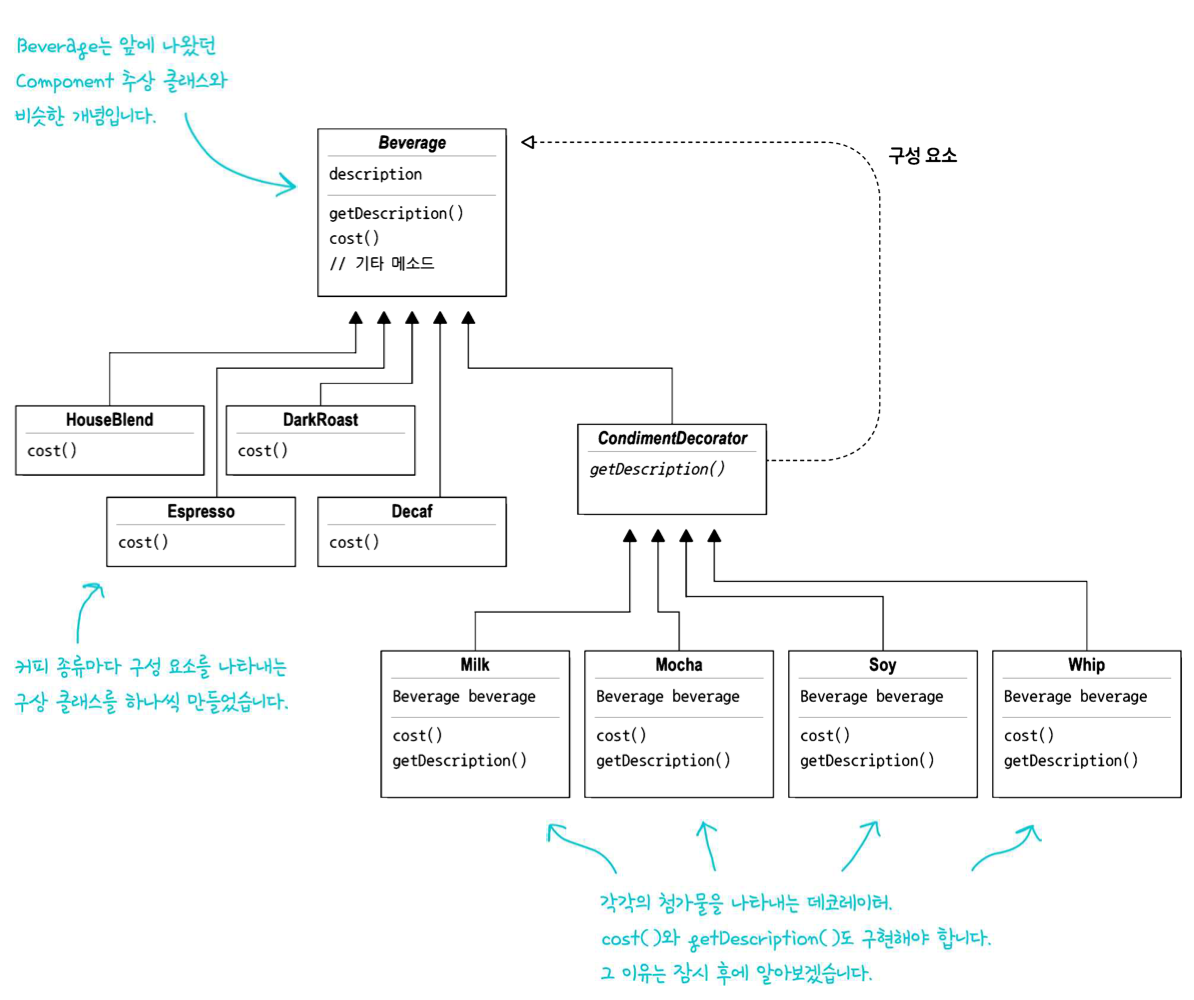 Beverage는 앞에 나왔던
Component 추상 클래스와
비슷한 개념입니다.
Beverage
description
getDescription()
cost()
// 기타 메소드
구성 요소
HouseBlend
cost()
DarkRoast
cost()
CondimentDecorator
getDescription()
Espresso
cost()
Decaf
cost()
커피 종류마다 구성 요소를 나타내는
구상 클래스를 하나씩 만들었습니다.
Milk
Beverage beverage
cost()
getDescription()
Mocha
Beverage beverage
cost()
getDescription()
Soy
Beverage beverage
cost()
getDescription()
Whip
Beverage beverage
cost()
getDescription()
각각의 첨가물을 나타내는 데코레이터.
cost()와 getDescription()도 구현해야 합니다.
그 이유는 잠시 후에 알아보겠습니다.